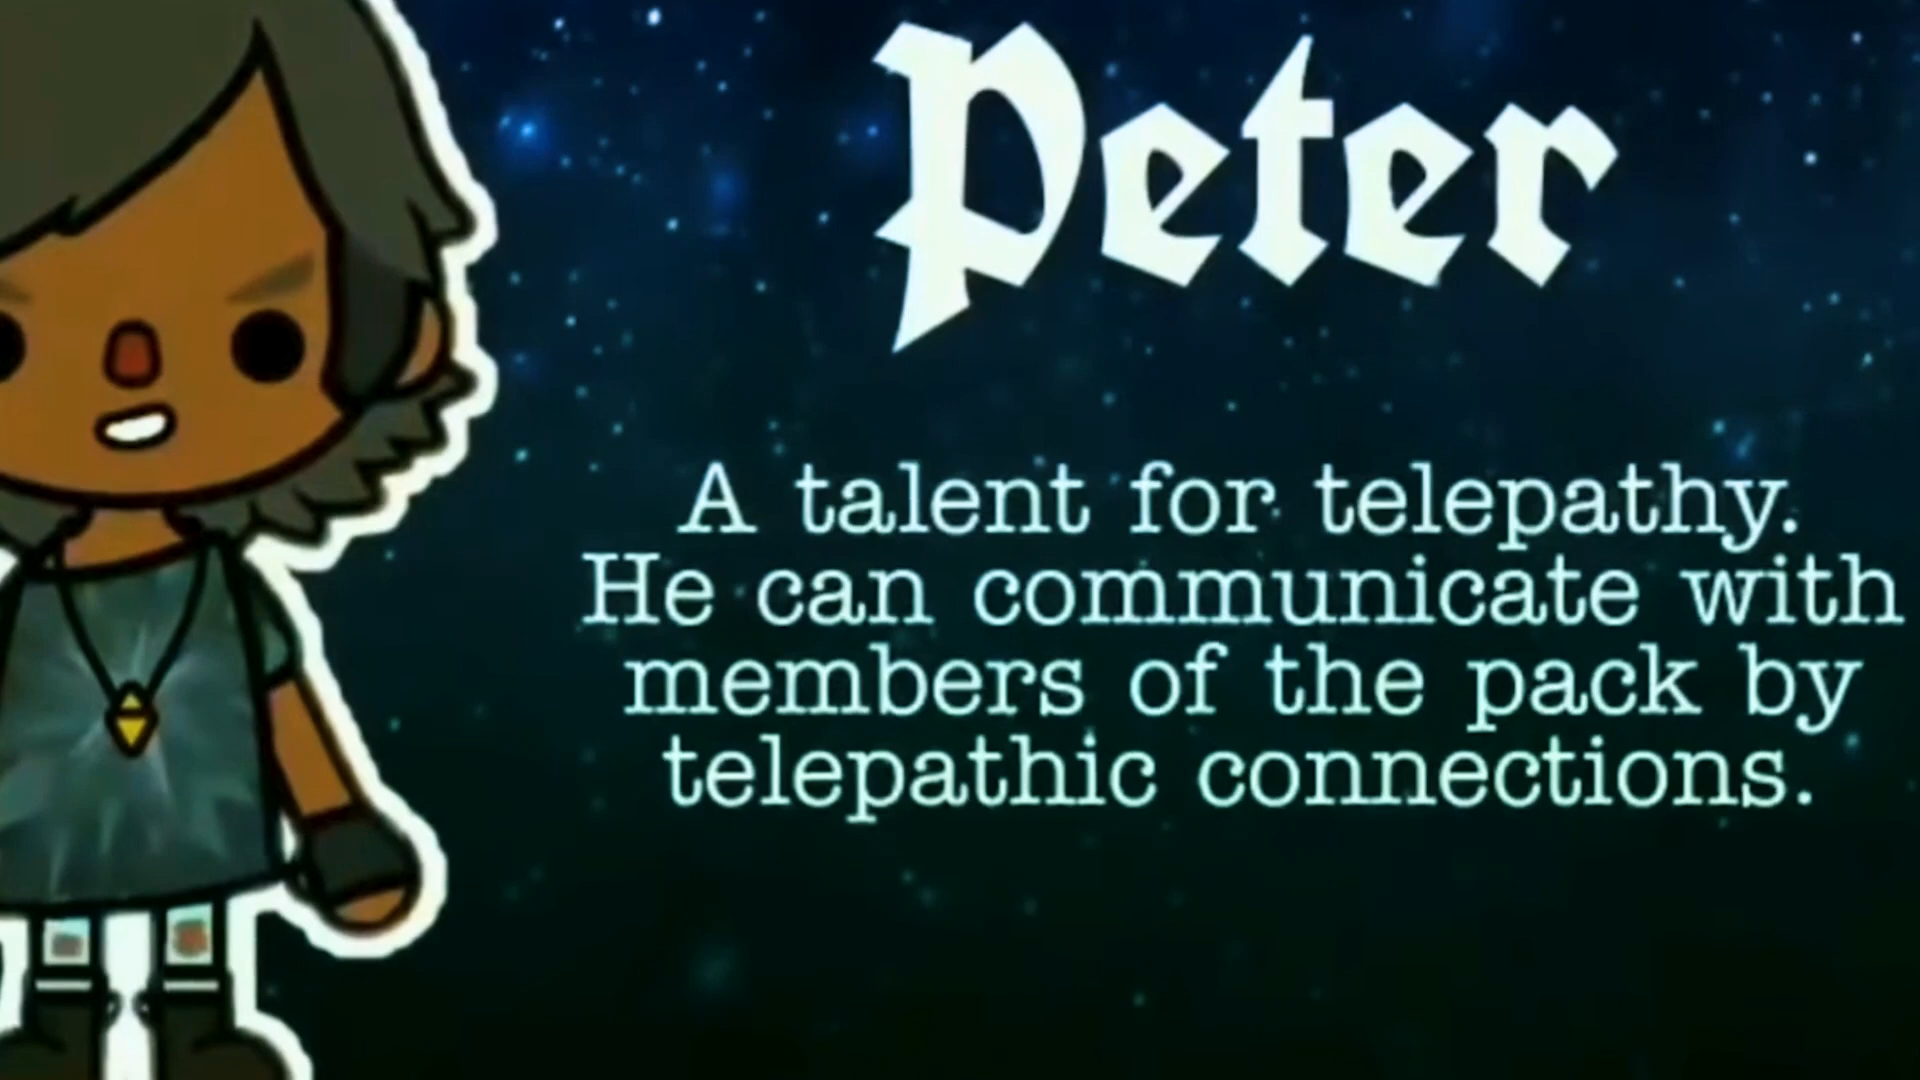 Peter
A talent for telepathy.
He can communicate with
members of the pack by
telepathic connections.